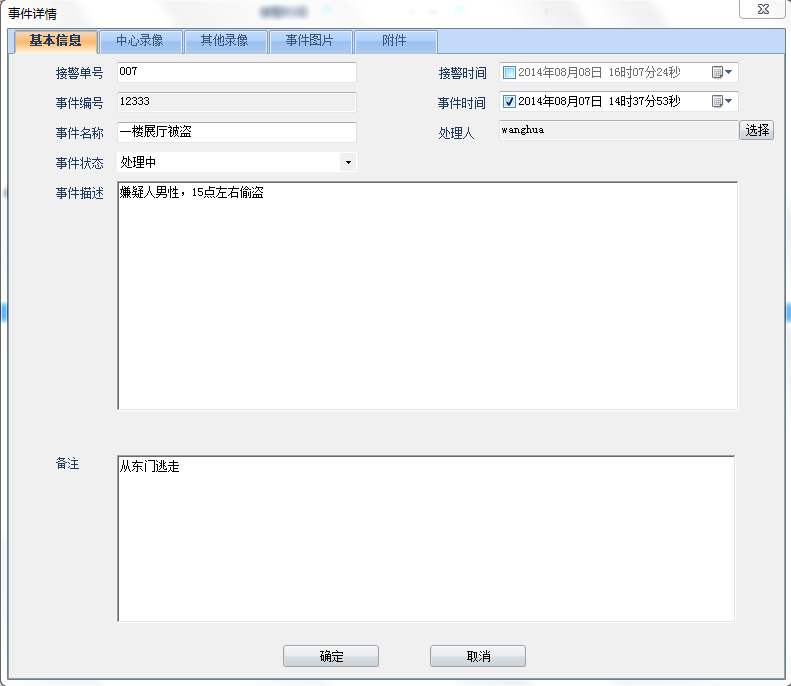 事件详情
基本信息 中心录像 其他录像 事件图片 附件
接警单号 007 接警时间 2014年08月08日 16时07分24秒
事件编号 12333 事件时间 2014年08月07日 14时37分53秒
事件名称 一楼展厅被盗 处理人 wanghua 选择
事件状态 处理中
事件描述 嫌疑人男性，15点左右偷盗
备注 从东门逃走
确定 取消